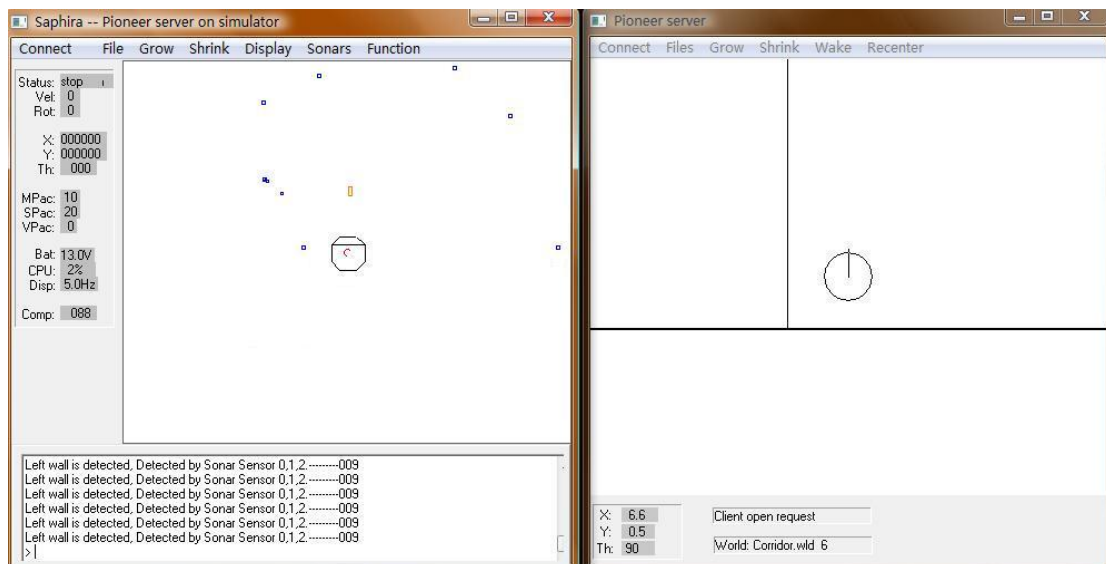 Saphira -- Pioneer server on simulator
Connect File Grow Shrink Display Sonars Function
Status: stop
Vel: 0
Rot: 0
X: 000000
Y: 000000
Th: 000
MPac: 10
SPac: 20
VPac: 0
Bat: 13.0V
CPU: 2%
Disp: 5.0Hz
Comp: 088
Left wall is detected, Detected by Sonar Sensor 0,1,2.--------009
Left wall is detected, Detected by Sonar Sensor 0,1,2.--------009
Left wall is detected, Detected by Sonar Sensor 0,1,2.--------009
Left wall is detected, Detected by Sonar Sensor 0,1,2.--------009
Left wall is detected, Detected by Sonar Sensor 0,1,2.--------009
Left wall is detected, Detected by Sonar Sensor 0,1,2.--------009
>
Pioneer server
Connect Files Grow Shrink Wake Recenter
X: 6.6
Y: 0.5
Th: 90
Client open request
World: Corridor.wld 6